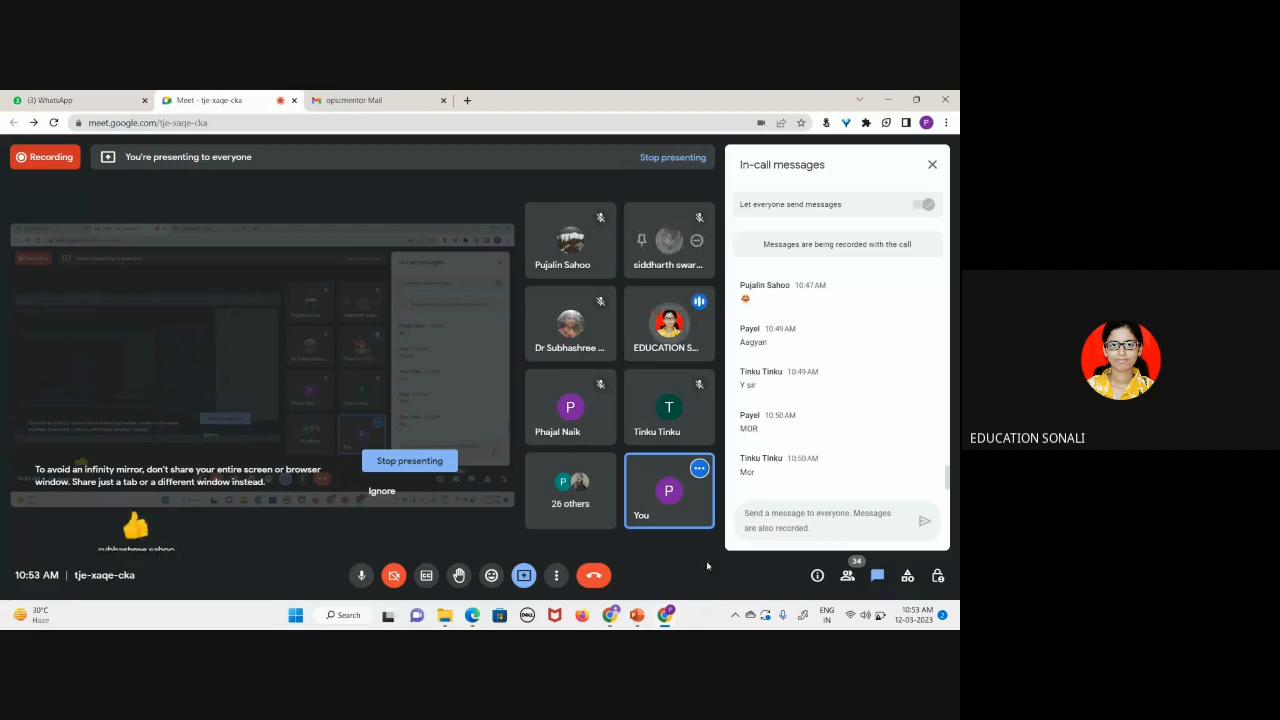 (3) WhatsApp
Meet - tje-xaqe-cka
opscmentor Mail
meet.google.com/tje-xaqe-cka
P
Recording
You're presenting to everyone
Stop presenting
In-call messages
Let everyone send messages
Messages are being recorded with the call
Pujalin Sahoo 10:47 AM
Payel 10:49 AM
Aagyan
Tinku Tinku 10:49 AM
Y sir
Payel 10:50 AM
MOR
Tinku Tinku 10:50 AM
Mor
Send a message to everyone. Messages
are also recorded.
Pujalin Sahoo
siddharth swar...
Dr Subhashree ...
EDUCATION S...
P
Phajal Naik
T
Tinku Tinku
P
26 others
P
You
To avoid an infinity mirror, don't share your entire screen or browser
window. Share just a tab or a different window instead.
Stop presenting
Ignore
subhashree sahoo
10:53 AM | tje-xaqe-cka
34
30°C
Haze
Search
DELL
ENG
IN
10:53 AM
12-03-2023
2
EDUCATION SONALI